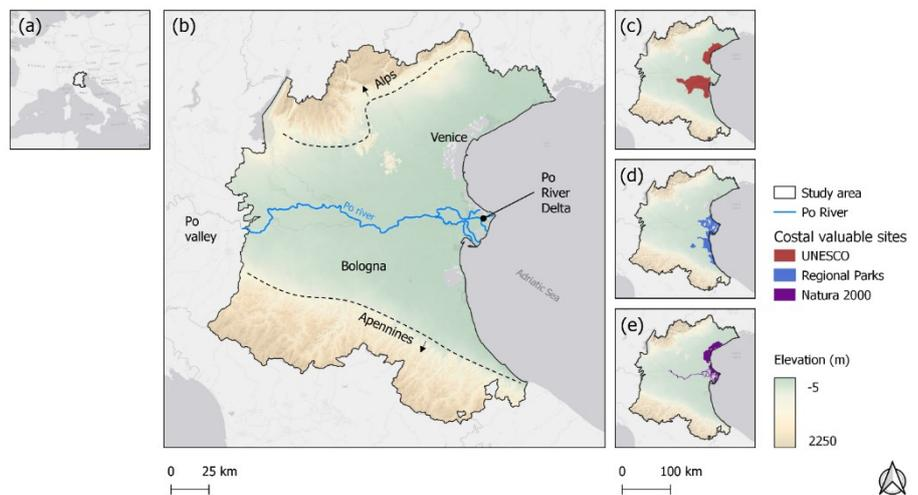 (a)
(b)
Alps
Venice
Po
River
Delta
Po river
Po
valley
Bologna
Adriatic Sea
Apennines
0 25 km
(c)
(d)
(e)
0 100 km
Study area
Po River
Costal valuable sites
UNESCO
Regional Parks
Natura 2000
Elevation (m)
-5
2250